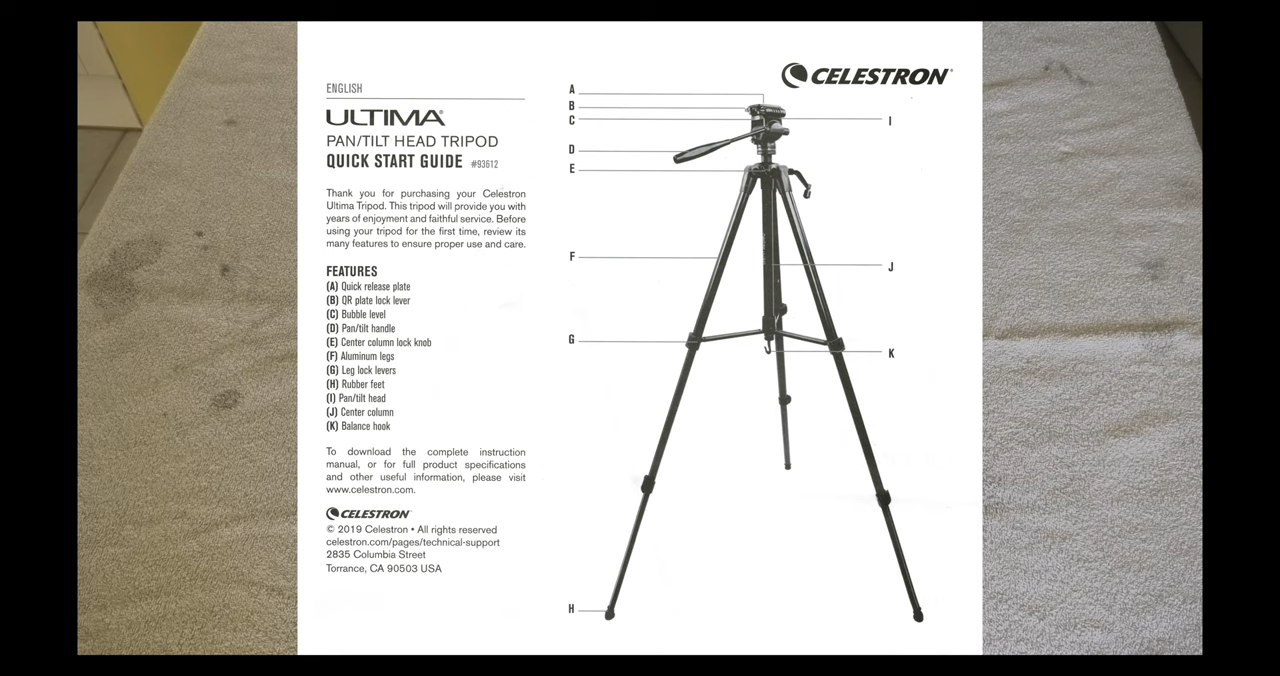 CELESTRON®
ENGLISH
ULTIMA®
PAN/TILT HEAD TRIPOD
QUICK START GUIDE #93612
Thank you for purchasing your Celestron
Ultima Tripod. This tripod will provide you with
years of enjoyment and faithful service. Before
using your tripod for the first time, review its
many features to ensure proper use and care.
FEATURES
(A) Quick release plate
(B) QR plate lock lever
(C) Bubble level
(D) Pan/tilt handle
(E) Center column lock knob
(F) Aluminum legs
(G) Leg lock levers
(H) Rubber feet
(I) Pan/tilt head
(J) Center column
(K) Balance hook
To download the complete instruction
manual, or for full product specifications
and other useful information, please visit
www.celestron.com.
CELESTRON
© 2019 Celestron • All rights reserved
celestron.com/pages/technical-support
2835 Columbia Street
Torrance, CA 90503 USA
A
B
C
D
E
F
G
H
I
J
K